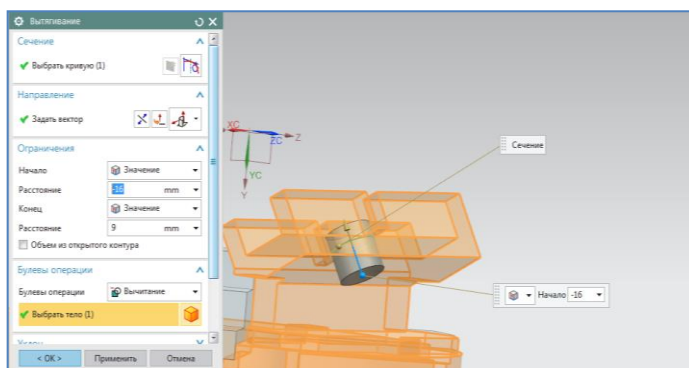 Вытягивание
Сечение
Выбрать кривую (1)
Направление
Задать вектор
Ограничения
Начало Значение
Расстояние -16 mm
Конец Значение
Расстояние 9 mm
Объем из открытого контура
Булевы операции
Булевы операции Вычитание
Выбрать тело (1)
Уклон
< ОК > Применить Отмена
XC
ZC Z
YC
Y
Сечение
Начало -16